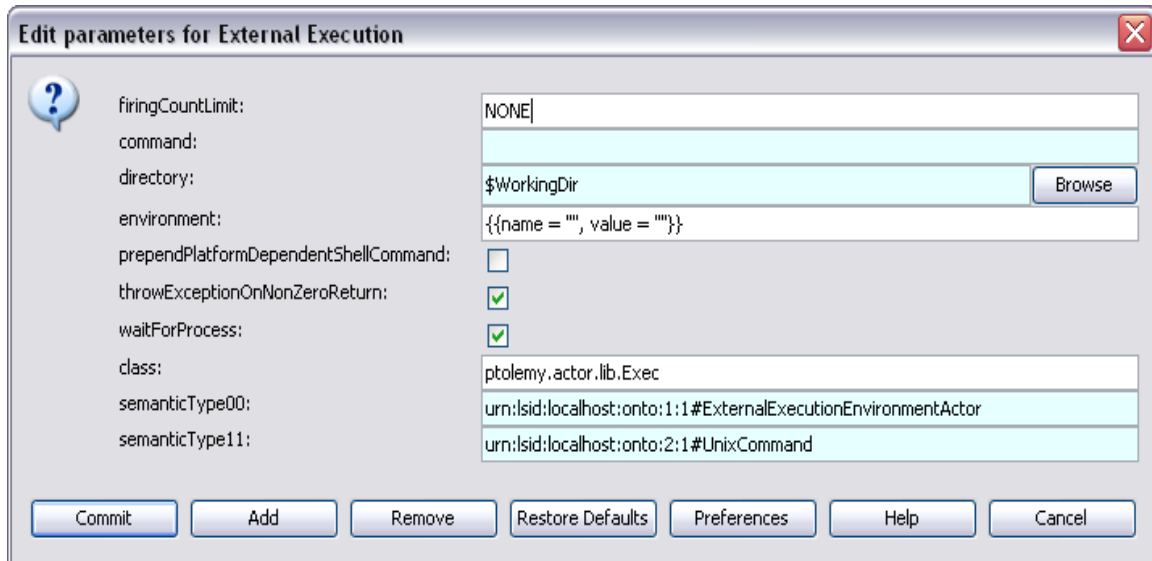 Edit parameters for External Execution
firingCountLimit: NONE
command:
directory: $WorkingDir Browse
environment: {{name = "", value = ""}}
prependPlatformDependentShellCommand:
throwExceptionOnNonZeroReturn:
waitForProcess:
class: ptolemy.actor.lib.Exec
semanticType00: urn:lsid:localhost:onto:1:1#ExternalExecutionEnvironmentActor
semanticType11: urn:lsid:localhost:onto:2:1#UnixCommand
Commit Add Remove Restore Defaults Preferences Help Cancel